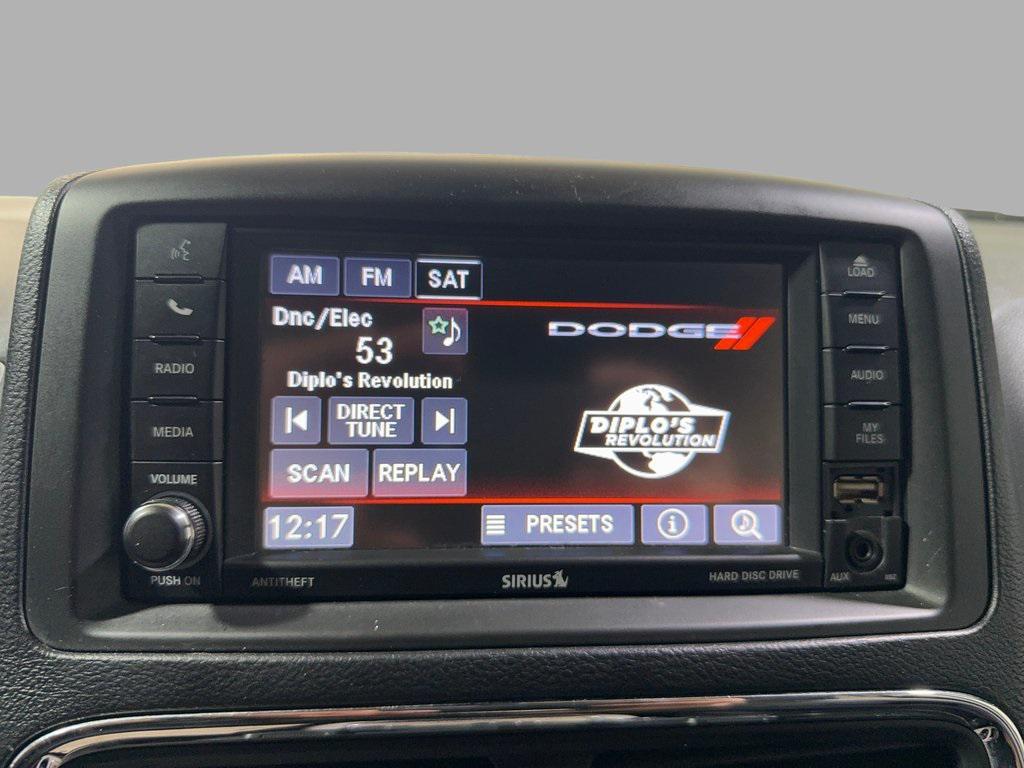 AM FM SAT
Dnc/Elec
53
Diplo's Revolution
DIRECT
TUNE
SCAN REPLAY
12:17 PRESETS
DODGE
DIPLO'S
REVOLUTION
RADIO
MEDIA
VOLUME
PUSH ON
ANTITHEFT
SIRIUS
HARD DISC DRIVE
LOAD
MENU
AUDIO
MY
FILES
AUX